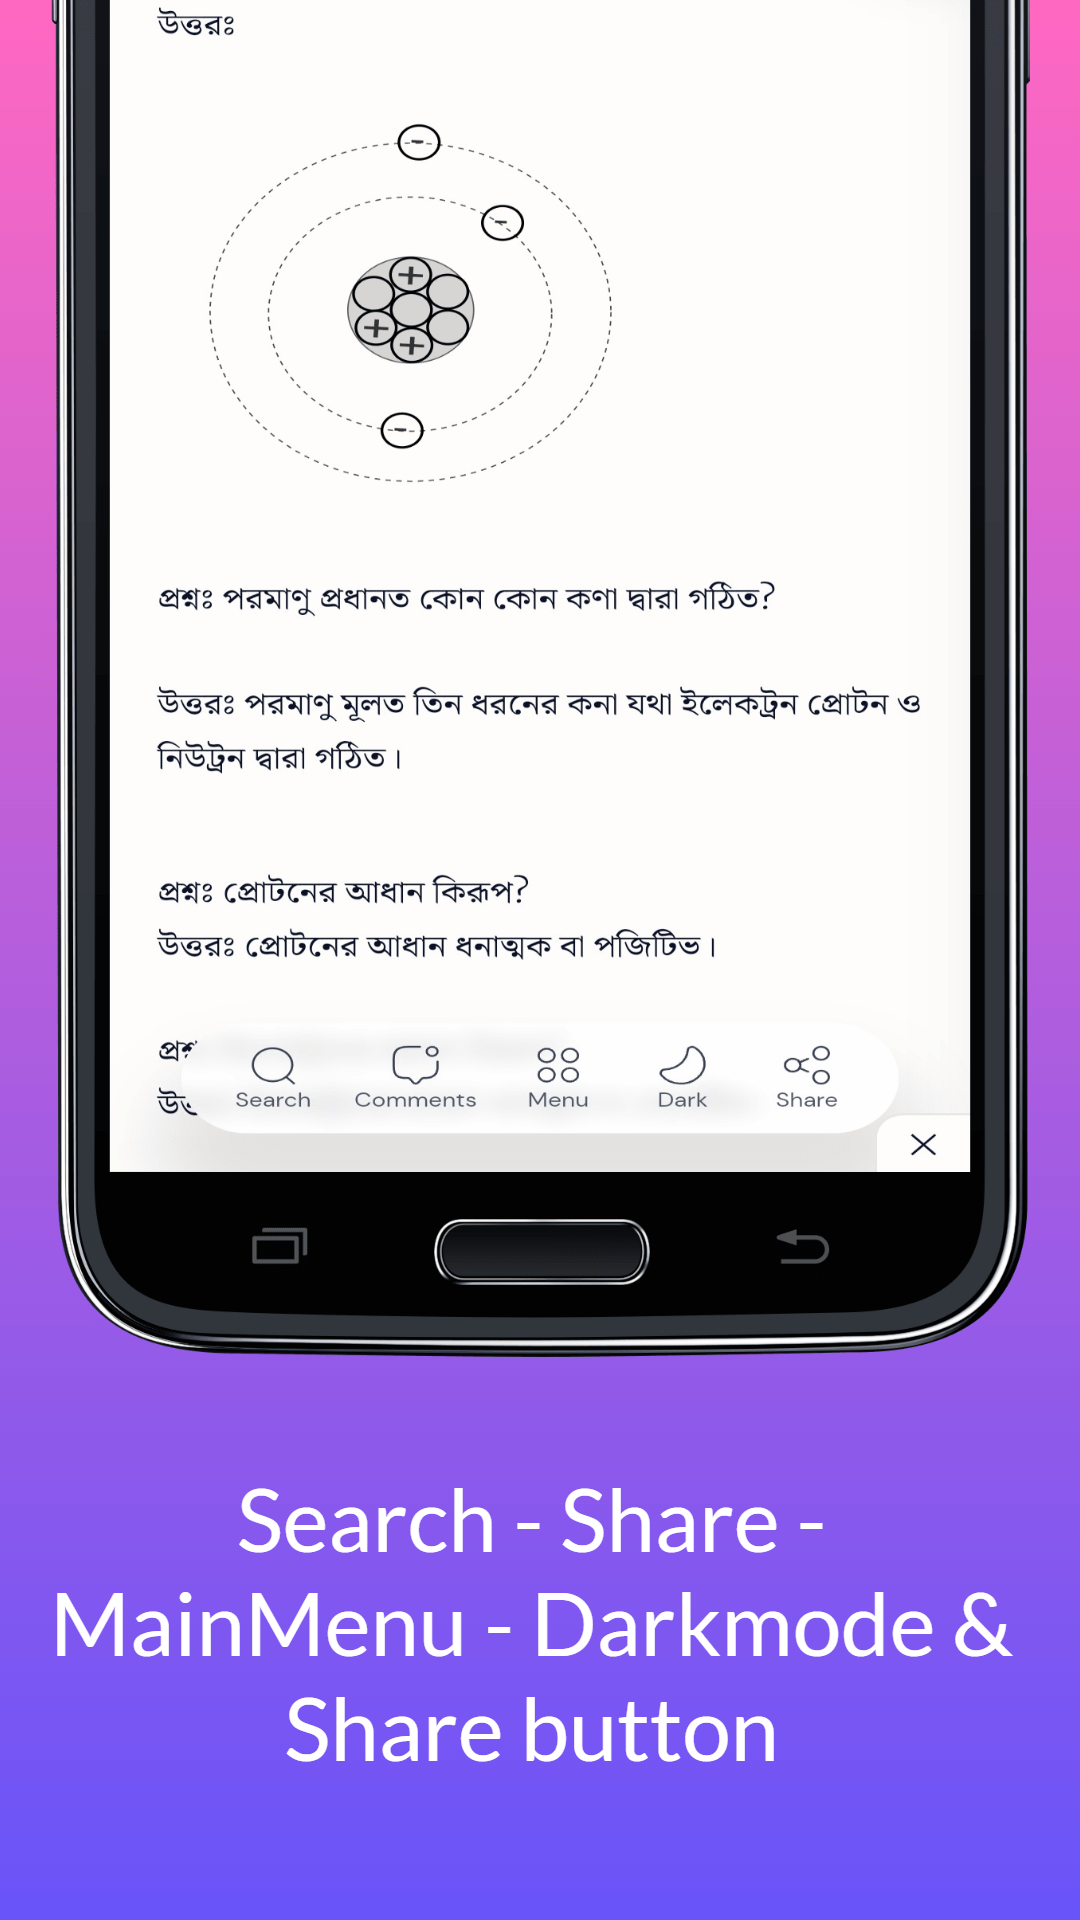 উত্তরঃ
-
-
+
+
+
-
প্রশ্নঃ পরমাণু প্রধানত কোন কোন কণা দ্বারা গঠিত?
উত্তরঃ পরমাণু মূলত তিন ধরনের কনা যথা ইলেকট্রন প্রোটন ও
নিউট্রন দ্বারা গঠিত।
প্রশ্নঃ প্রোটনের আধান কিরূপ?
উত্তরঃ প্রোটনের আধান ধনাত্মক বা পজিটিভ।
Search Comments Menu Dark Share
Search - Share -
MainMenu - Darkmode &
Share button